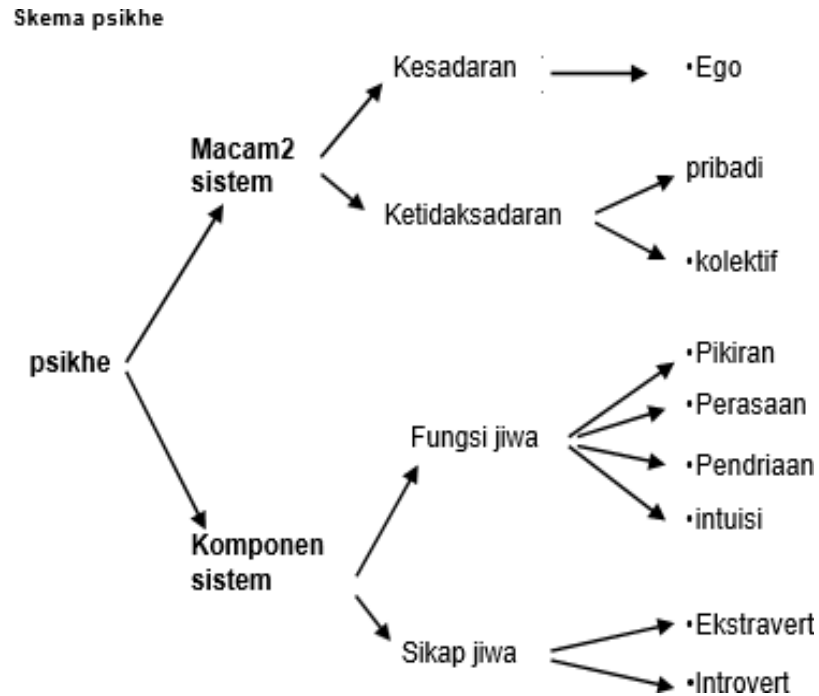 Skema psikhe
Kesadaran
•Ego
Macam2
sistem
pribadi
Ketidaksadaran
•kolektif
psikhe
•Pikiran
•Perasaan
Fungsi jiwa
•Pendriaan
•intuisi
Komponen
sistem
•Ekstravert
Sikap jiwa
•Introvert